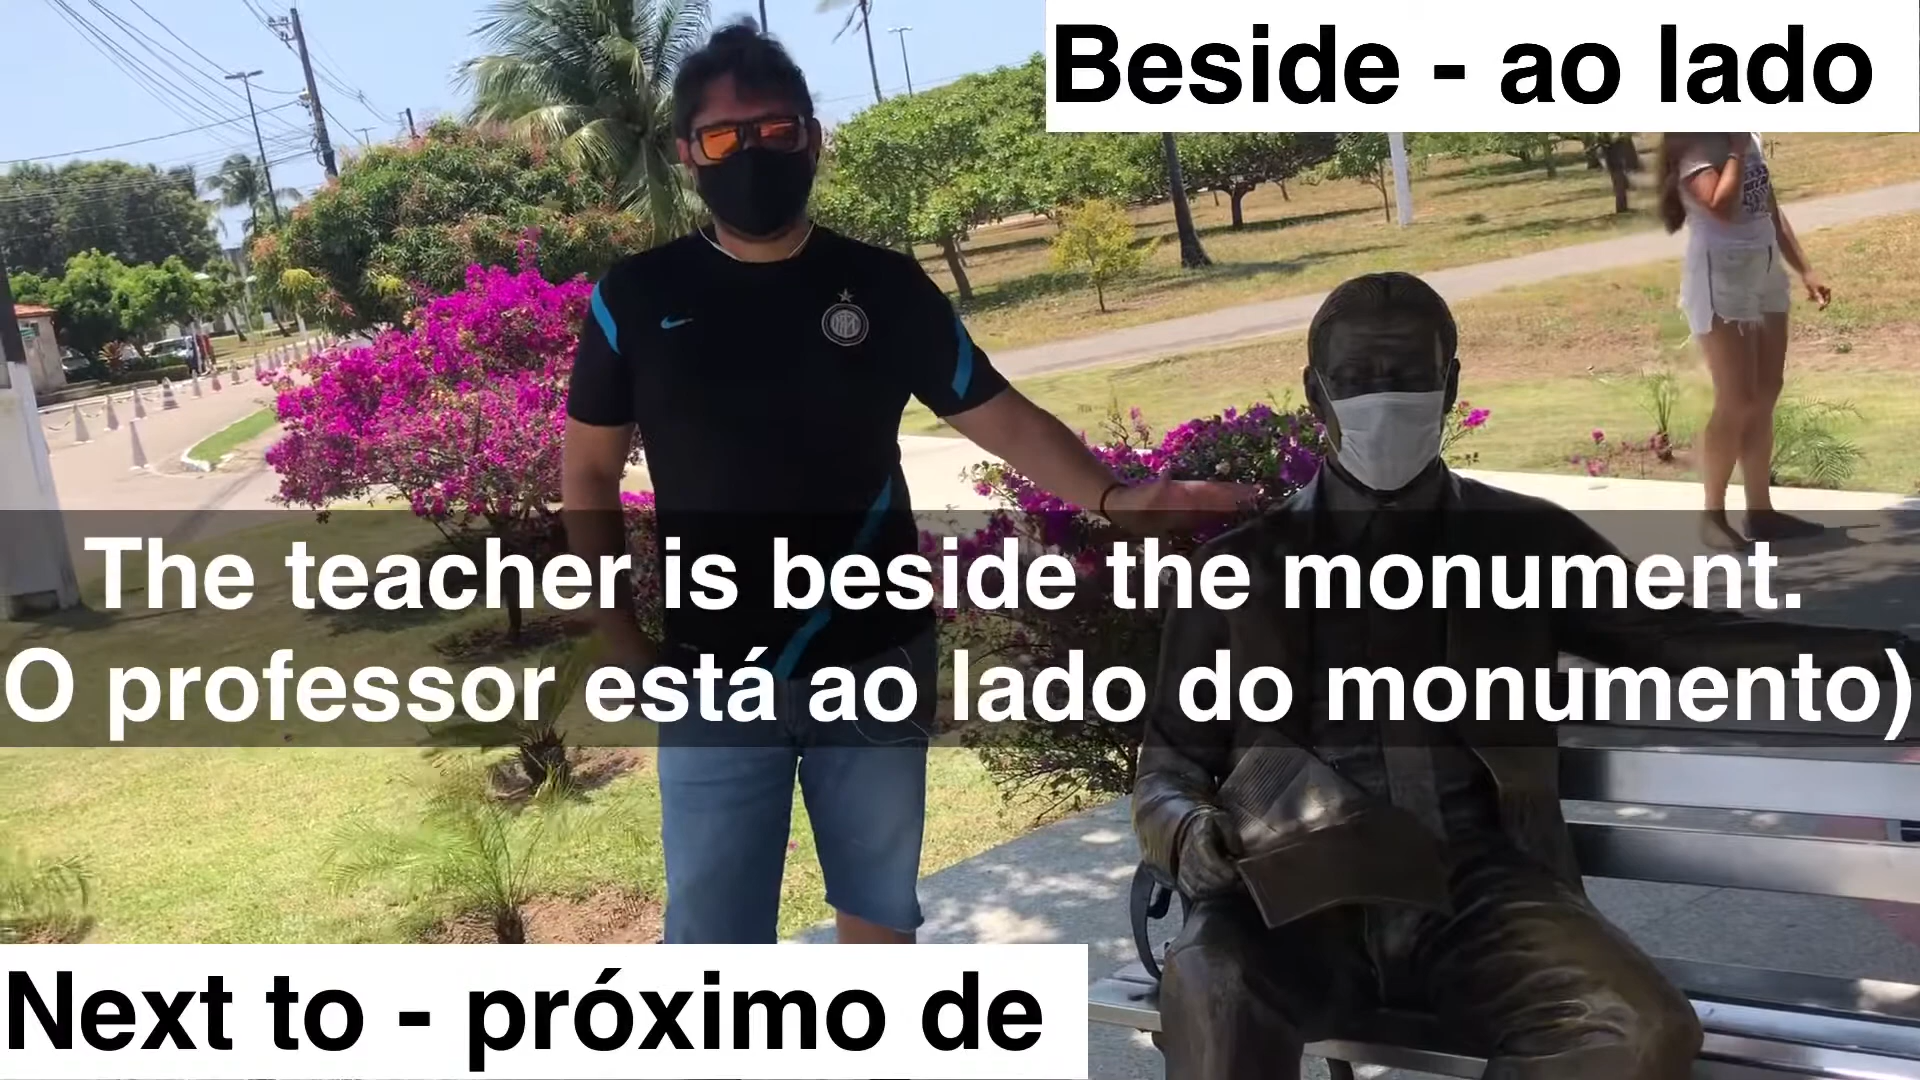 Beside - ao lado
The teacher is beside the monument.
O professor está ao lado do monumento)
Next to - próximo de